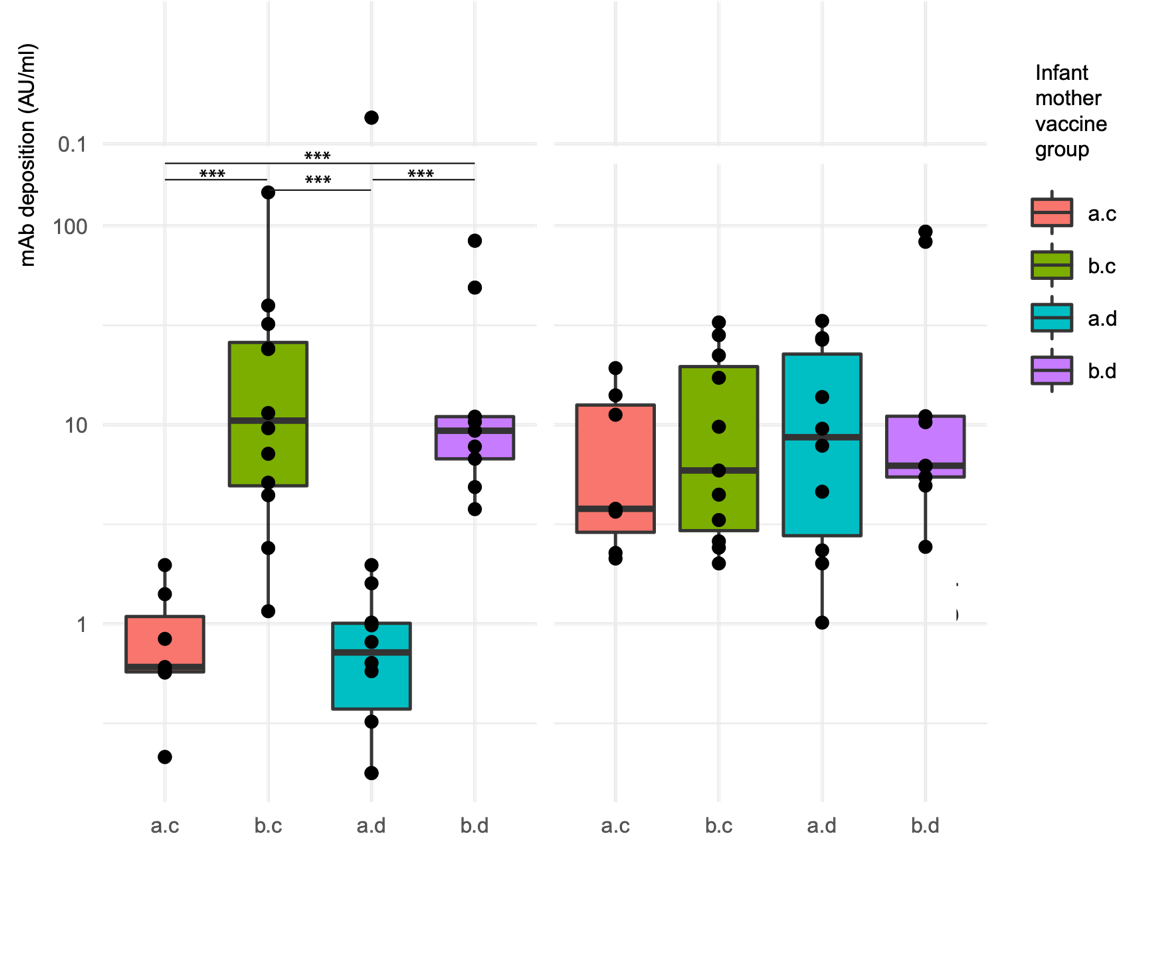 mAb deposition (AU/ml)
0.1
100
10
1
***
***
***
***
a.c
b.c
a.d
b.d
a.c
b.c
a.d
b.d
Infant
mother
vaccine
group
a.c
b.c
a.d
b.d